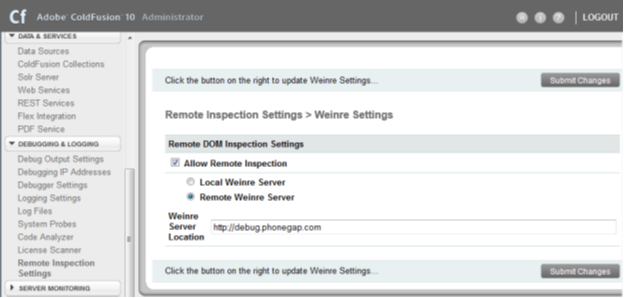 Cf Adobe® ColdFusion® 10 Administrator
LOGOUT
DATA & SERVICES
Data Sources
ColdFusion Collections
Solr Server
Web Services
REST Services
Flex Integration
PDF Service
DEBUGGING & LOGGING
Debug Output Settings
Debugging IP Addresses
Debugger Settings
Logging Settings
Log Files
System Probes
Code Analyzer
License Scanner
Remote Inspection
Settings
SERVER MONITORING
Click the button on the right to update Weinre Settings...
Submit Changes
Remote Inspection Settings > Weinre Settings
Remote DOM Inspection Settings
Allow Remote Inspection
Local Weinre Server
Remote Weinre Server
Weinre
Server
Location
http://debug.phonegap.com
Click the button on the right to update Weinre Settings...
Submit Changes